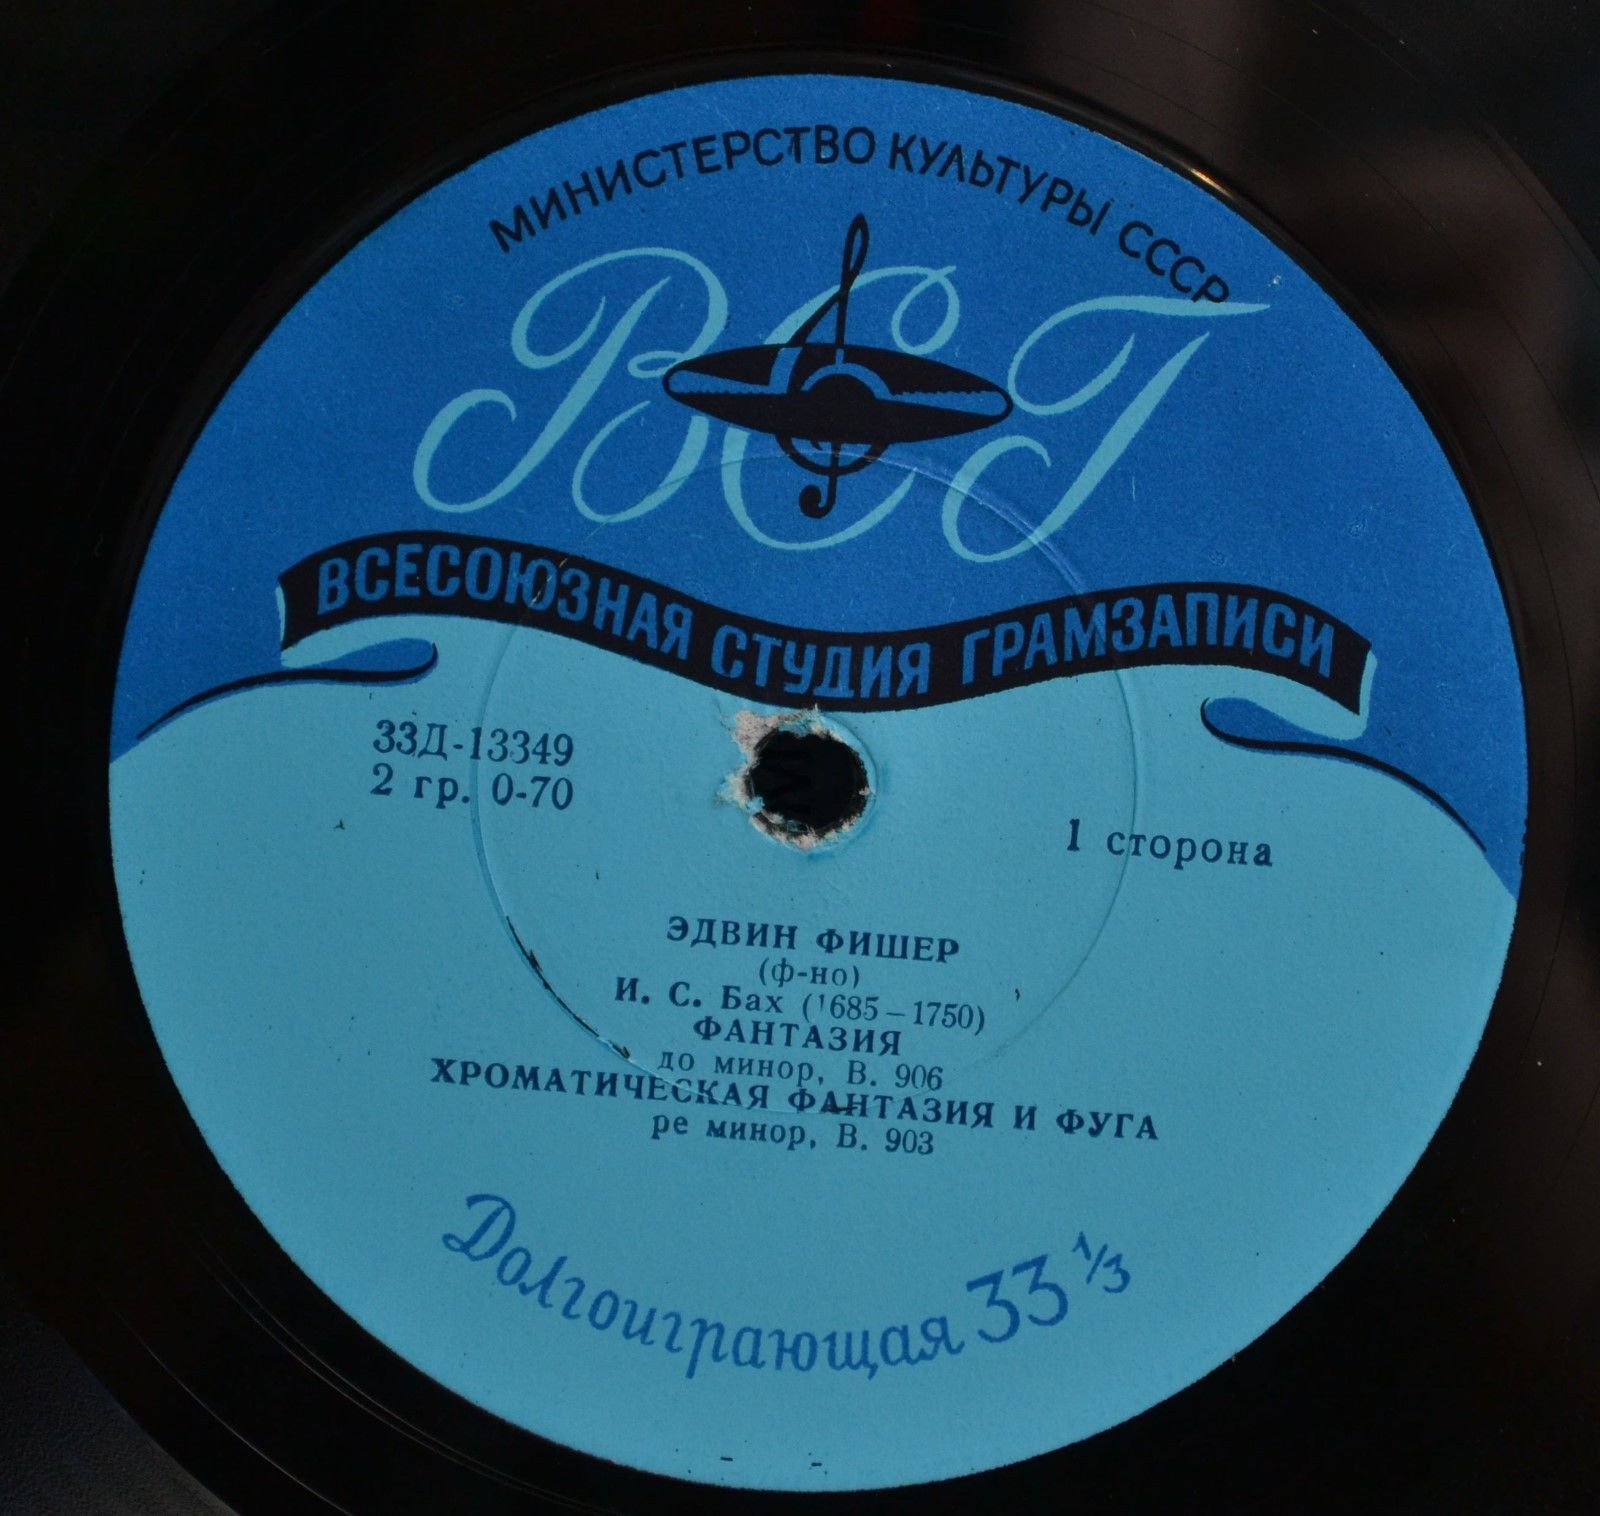 МИНИСТЕРСТВО КУЛЬТУРЫ СССР
ВСГ
ВСЕСОЮЗНАЯ СТУДИЯ ГРАМЗАПИСИ
33Д-13349
2 гр. 0-70
1 сторона
ЭДВИН ФИШЕР
(ф-но)
И. С. Бах (1685–1750)
ФАНТАЗИЯ
до минор, В. 906
ХРОМАТИЧЕСКАЯ ФАНТАЗИЯ И ФУГА
ре минор, В. 903
Долгоиграющая 33 1/3